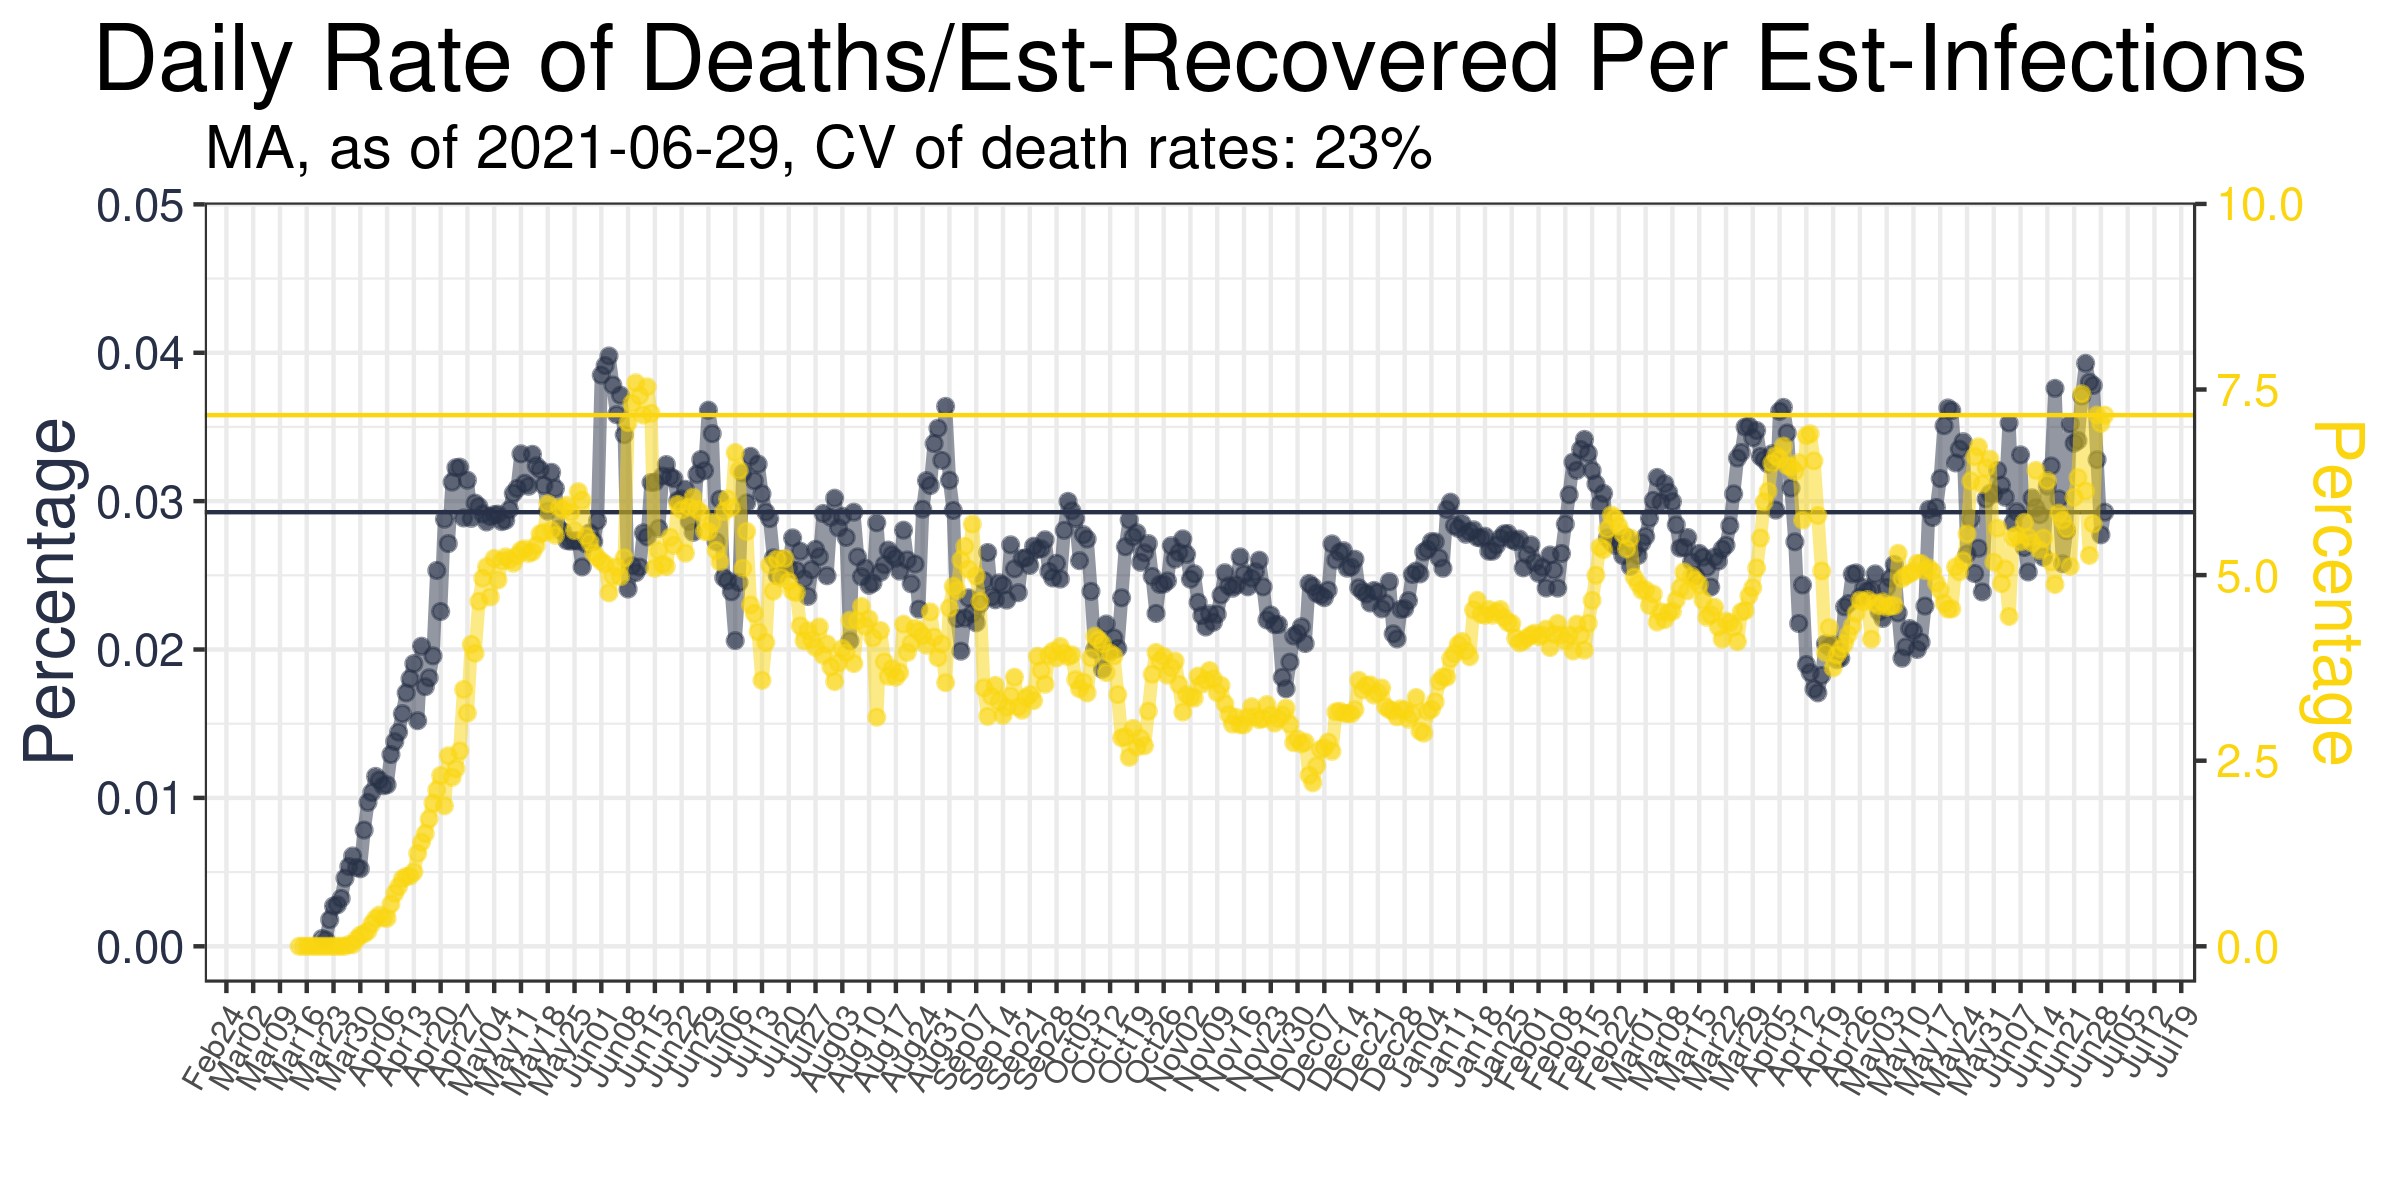 Daily Rate of Deaths/Est-Recovered Per Est-Infections
MA, as of 2021-06-29, CV of death rates: 23%
Percentage
0.05
0.04
0.03
0.02
0.01
0.00
10.0
7.5
5.0
2.5
0.0
Percentage
Feb24
Mar02
Mar09
Mar16
Mar23
Mar30
Apr06
Apr13
Apr20
Apr27
May04
May11
May18
May25
Jun01
Jun08
Jun15
Jun22
Jun29
Jul06
Jul13
Jul20
Jul27
Aug03
Aug10
Aug17
Aug24
Aug31
Sep07
Sep14
Sep21
Sep28
Oct05
Oct12
Oct19
Oct26
Nov02
Nov09
Nov16
Nov23
Nov30
Dec07
Dec14
Dec21
Dec28
Jan04
Jan11
Jan18
Jan25
Feb01
Feb08
Feb15
Feb22
Mar01
Mar08
Mar15
Mar22
Mar29
Apr05
Apr12
Apr19
Apr26
May03
May10
May17
May24
May31
Jun07
Jun14
Jun21
Jun28
Jul05
Jul12
Jul19